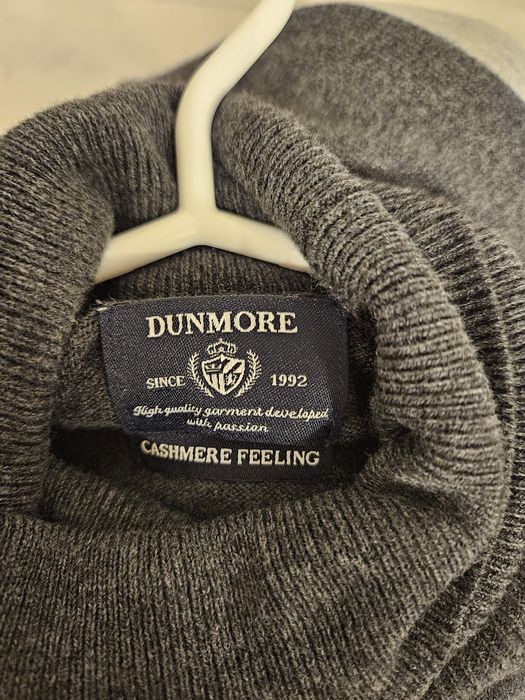 DUNMORE
SINCE 1992
High quality garment developed
with passion
CASHMERE FEELING